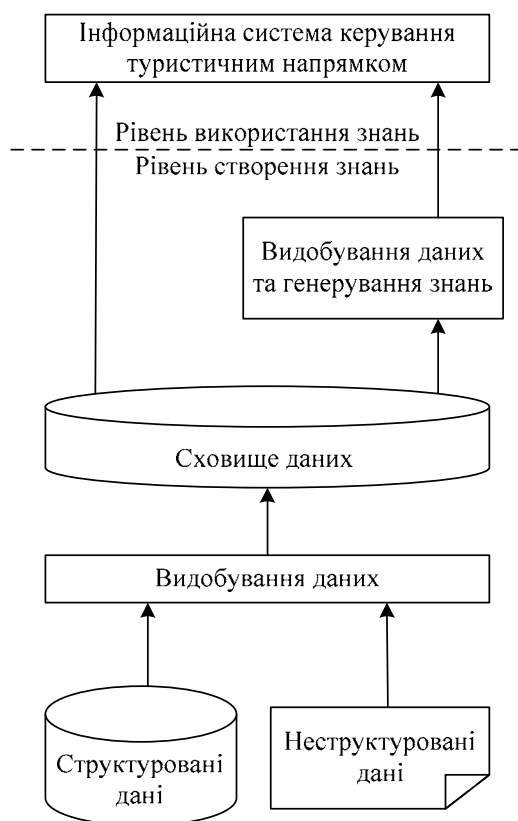 Інформаційна система керування
туристичним напрямком
Рівень використання знань
Рівень створення знань
Видобування даних
та генерування знань
Сховище даних
Видобування даних
Структуровані
дані
Неструктуровані
дані